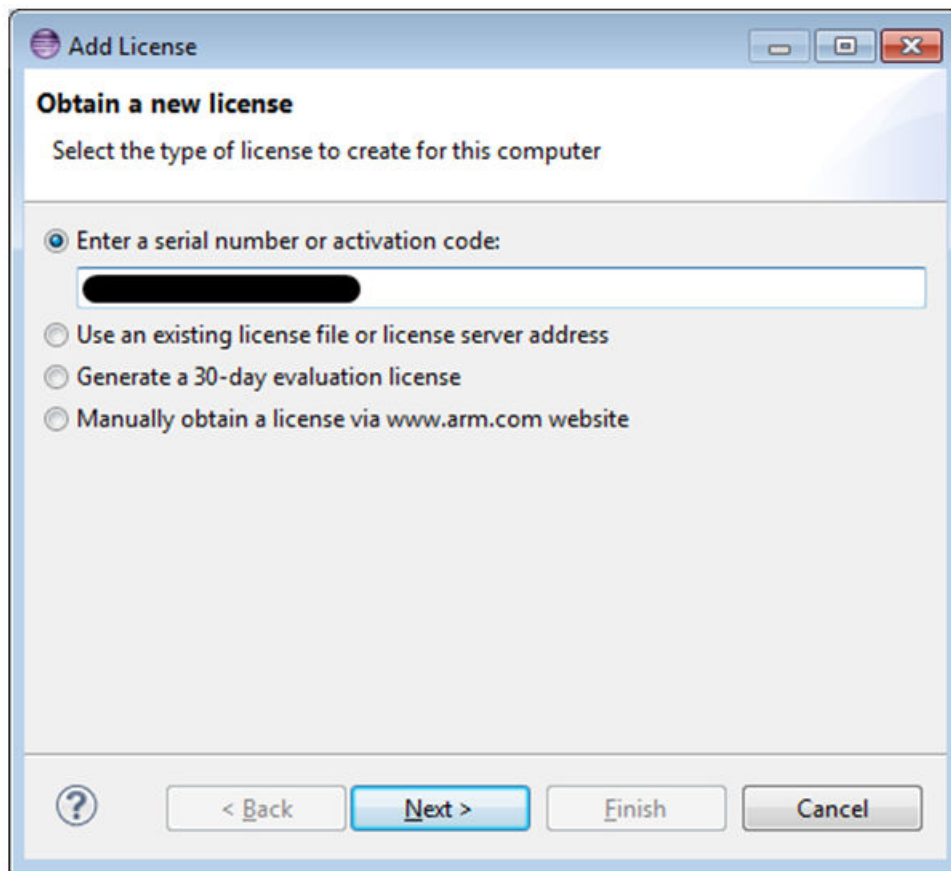 Add License
Obtain a new license
Select the type of license to create for this computer
Enter a serial number or activation code:
Use an existing license file or license server address
Generate a 30-day evaluation license
Manually obtain a license via www.arm.com website
? < Back Next > Finish Cancel